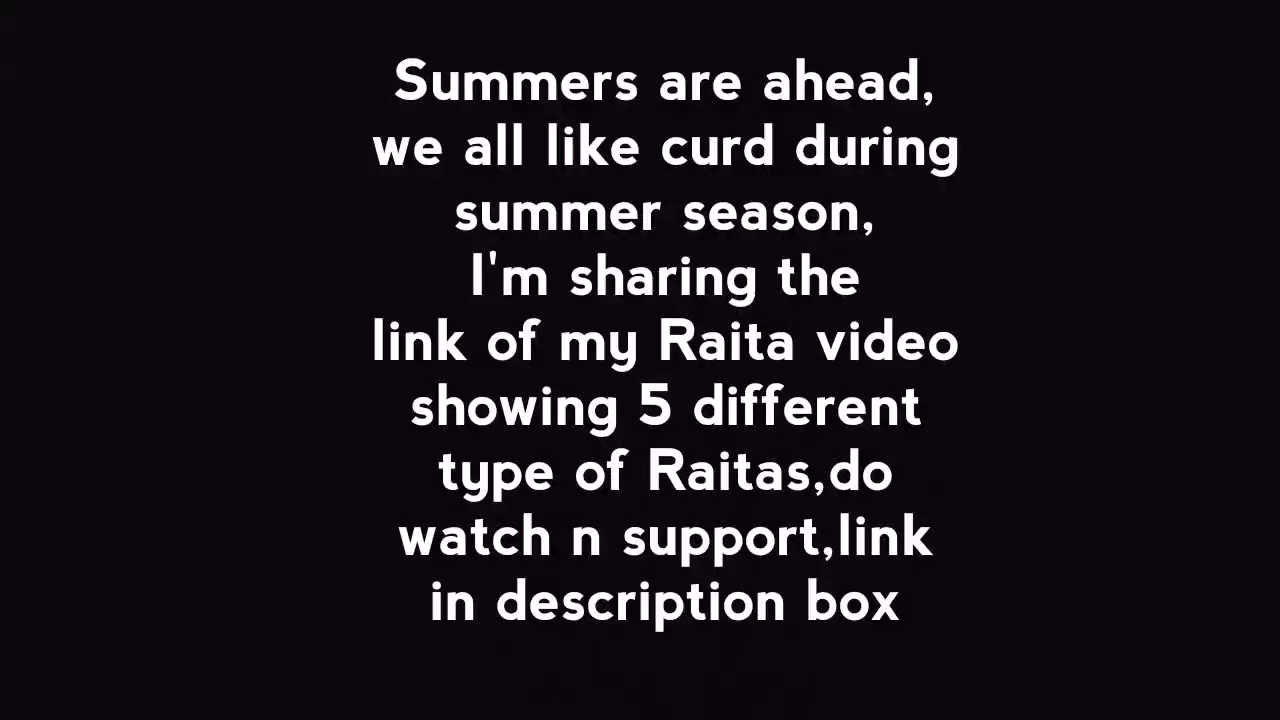 Summers are ahead,
we all like curd during
summer season,
I'm sharing the
link of my Raita video
showing 5 different
type of Raitas,do
watch n support,link
in description box